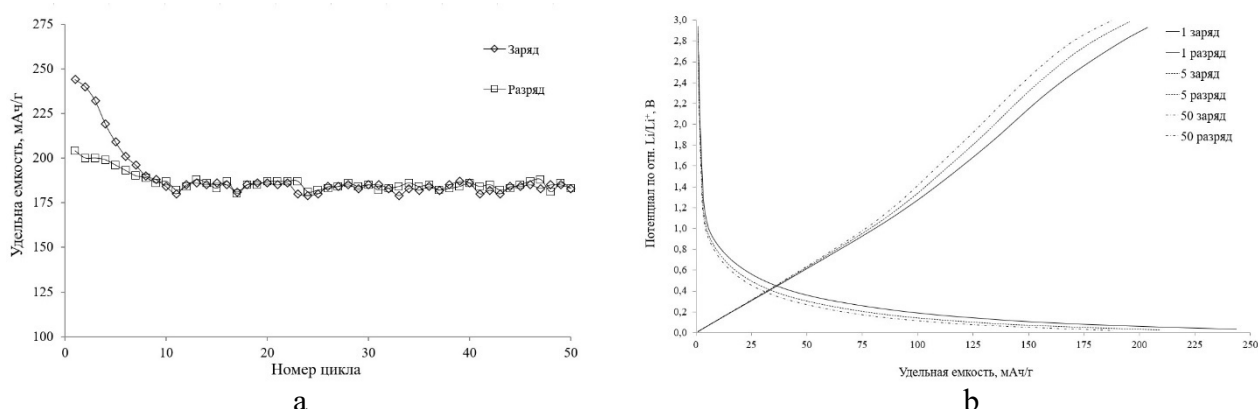 275
250
225
200
175
150
125
100
0
10
20
30
40
50
Удельна емкость, мАч/г
Номер цикла
Заряд
Разряд
а
3,0
2,8
2,6
2,4
2,2
2,0
1,8
1,6
1,4
1,2
1,0
0,8
0,6
0,4
0,2
0,0
0
25
50
75
100
125
150
175
200
225
250
Потенциал по отн. Li/Li⁺, В
Удельная емкость, мАч/г
1 заряд
1 разряд
5 заряд
5 разряд
50 заряд
50 разряд
b